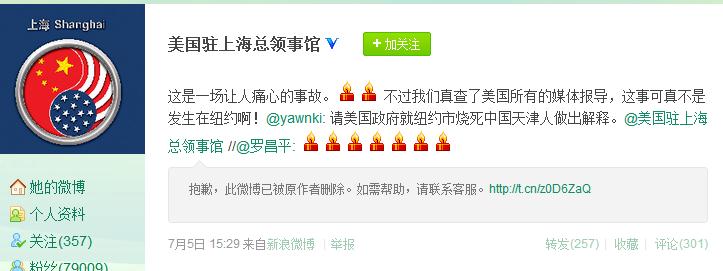 上海 Shanghai
美国驻上海总领事馆
+ 加关注
这是一场让人痛心的事故。 不过我们真查了美国所有的媒体报导，这事可真不是
发生在纽约啊！@yawnki: 请美国政府就纽约市烧死中国天津人做出解释。@美国驻上海
总领事馆 //@罗昌平:
抱歉，此微博已被原作者删除。如需帮助，请联系客服。http://t.cn/z0D6ZaQ
7月5日 15:29 来自新浪微博 | 举报
转发(257) | 收藏 | 评论(301)
她的微博
个人资料
关注(357)
粉丝(79009)